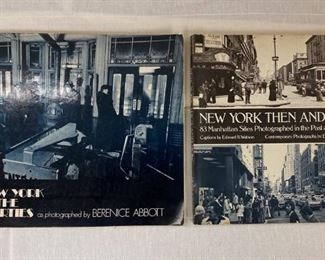 NEW YORK
THE
as photographed by BERENICE ABBOTT
NEW YORK THEN AND
83 Manhattan Sites Photographed in the Past a
Captions by Edward B. Watson Contemporary Photographs by E